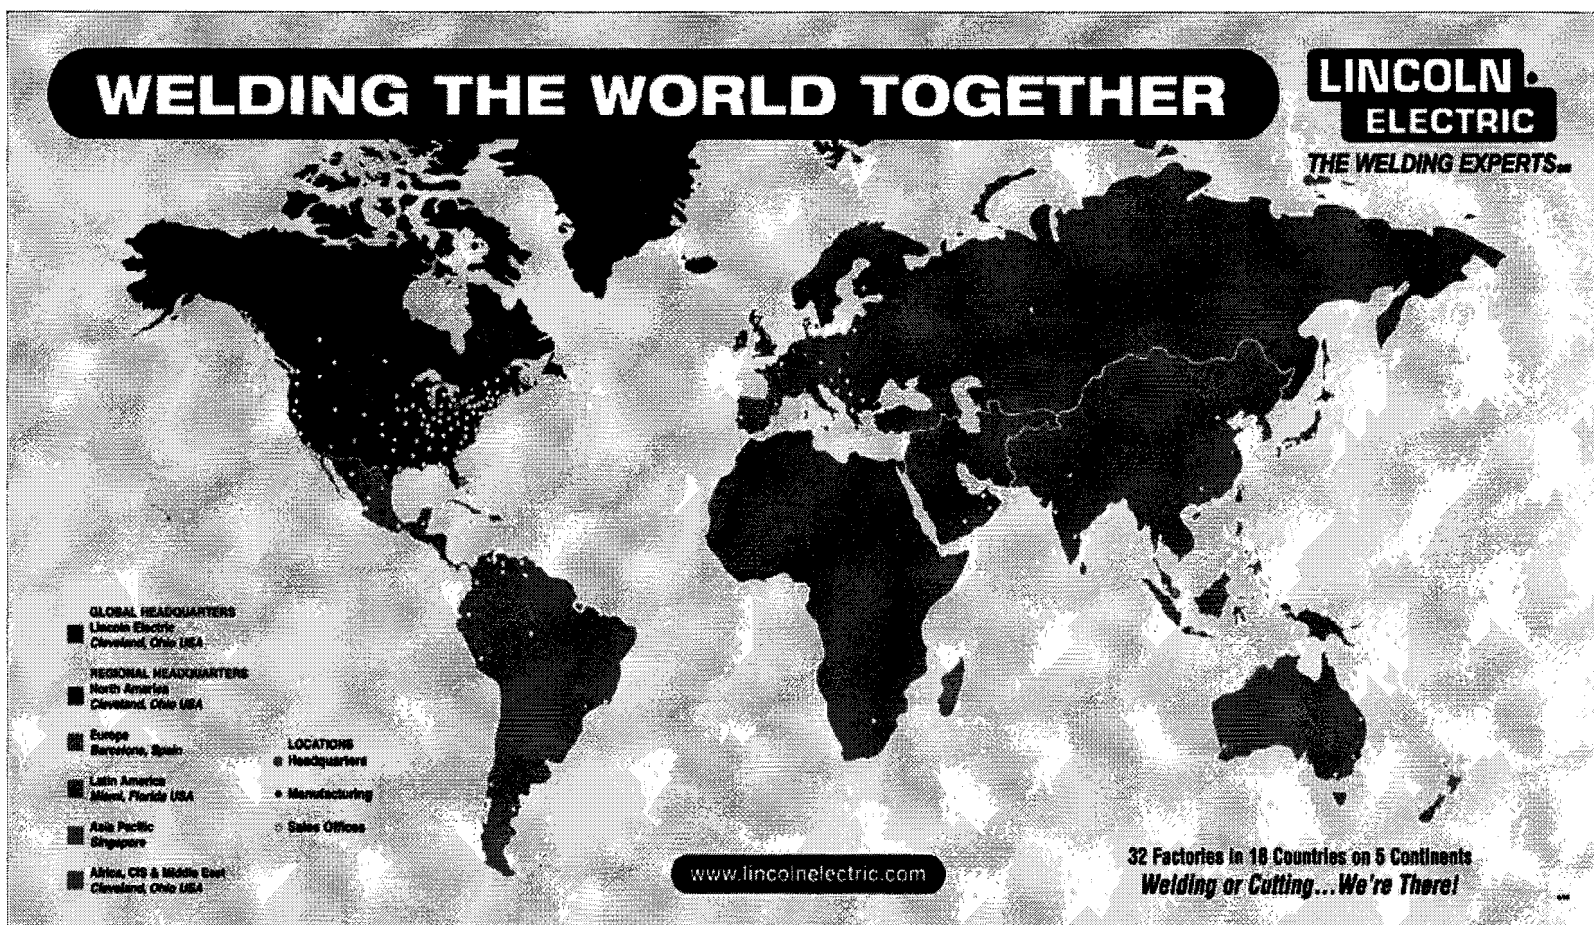 WELDING THE WORLD TOGETHER
LINCOLN
ELECTRIC
THE WELDING EXPERTS
GLOBAL HEADQUARTERS
Lincoln Electric
Cleveland, Ohio USA
REGIONAL HEADQUARTERS
North America
Cleveland, Ohio USA
Europe
Barcelona, Spain
Latin America
Miami, Florida USA
Asia Pacific
Singapore
Africa, CIS & Middle East
Cleveland, Ohio USA
LOCATIONS
Headquarters
Manufacturing
Sales Offices
www.lincolnelectric.com
32 Factories in 18 Countries on 5 Continents
Welding or Cutting...We're There!